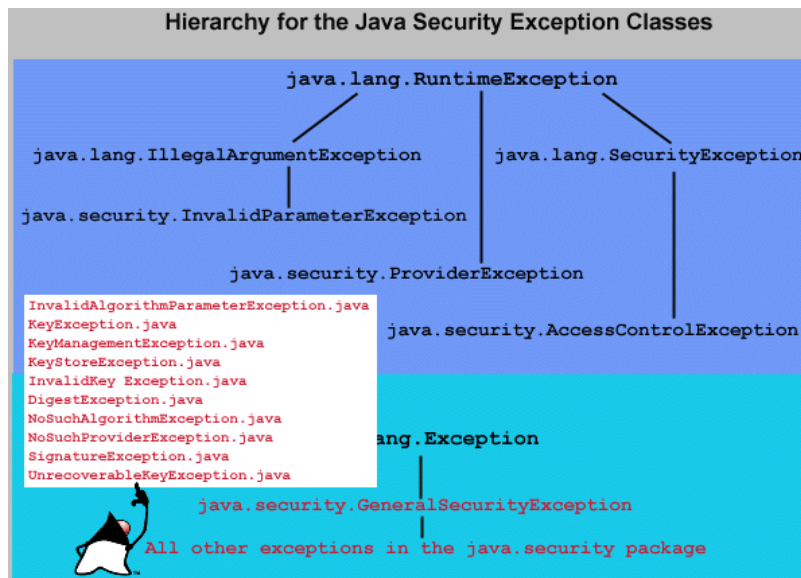 Hierarchy for the Java Security Exception Classes
java.lang.RuntimeException
java.lang.IllegalArgumentException
java.lang.SecurityException
java.security.InvalidParameterException
java.security.ProviderException
java.security.AccessControlException
InvalidAlgorithmParameterException.java
KeyException.java
KeyManagementException.java
KeyStoreException.java
InvalidKey Exception.java
DigestException.java
NoSuchAlgorithmException.java
NoSuchProviderException.java
SignatureException.java
UnrecoverableKeyException.java
ang.Exception
java.security.GeneralSecurityException
All other exceptions in the java.security package